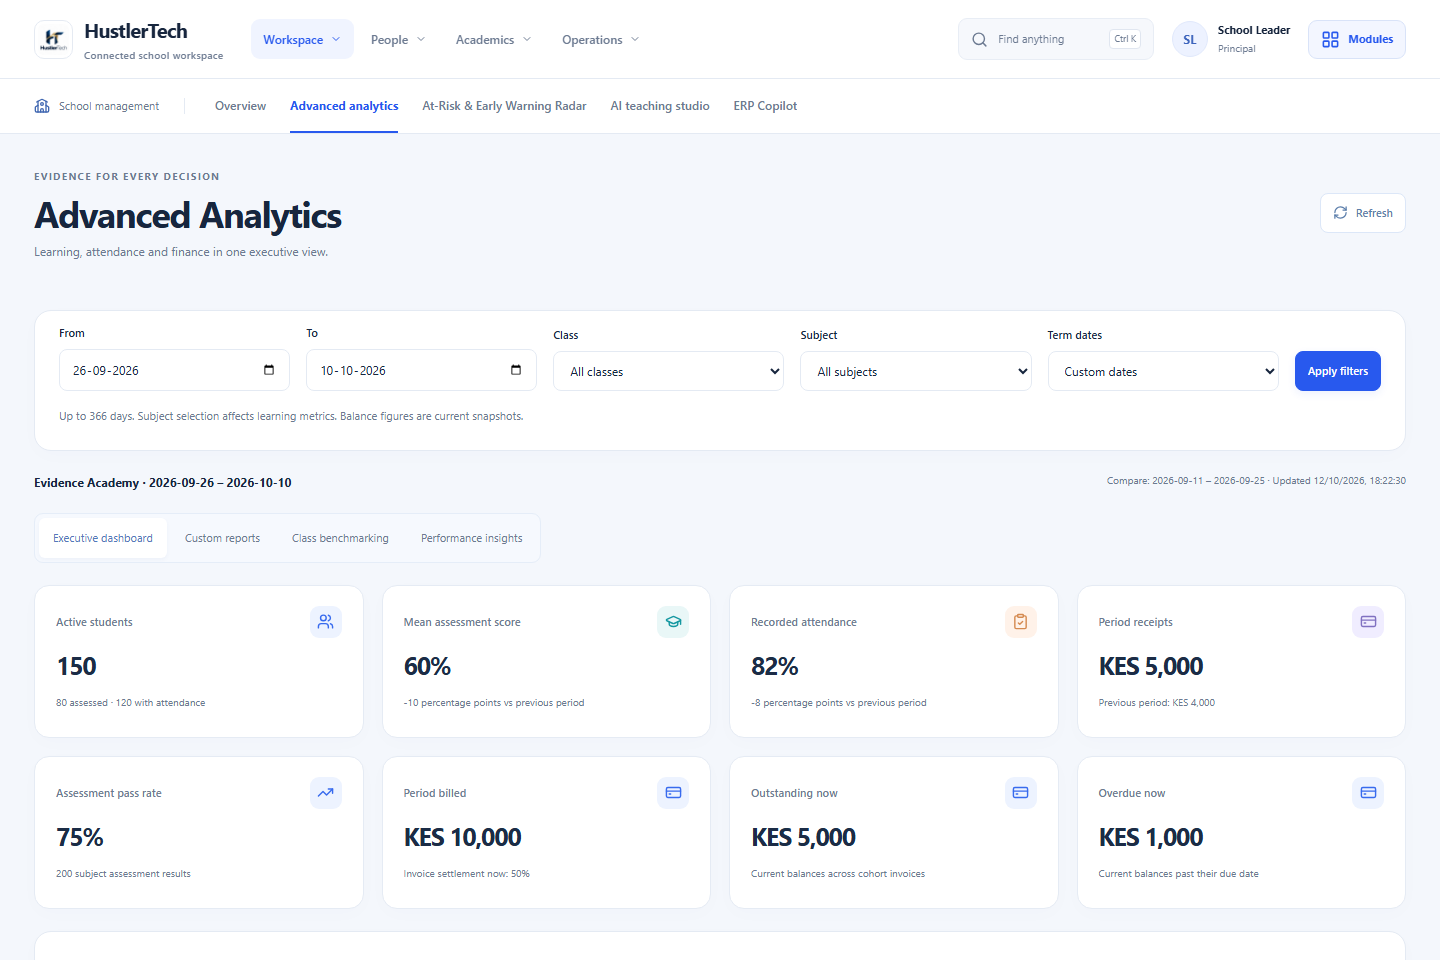 HustlerTech
HustlerTech
Connected school workspace
Workspace
People
Academics
Operations
Find anything
Ctrl K
SL
School Leader
Principal
Modules
School management
Overview
Advanced analytics
At-Risk & Early Warning Radar
AI teaching studio
ERP Copilot
EVIDENCE FOR EVERY DECISION
Advanced Analytics
Learning, attendance and finance in one executive view.
Refresh
From
To
Class
Subject
Term dates
26-09-2026
10-10-2026
All classes
All subjects
Custom dates
Apply filters
Up to 366 days. Subject selection affects learning metrics. Balance figures are current snapshots.
Evidence Academy · 2026-09-26 – 2026-10-10
Compare: 2026-09-11 – 2026-09-25 · Updated 12/10/2026, 18:22:30
Executive dashboard
Custom reports
Class benchmarking
Performance insights
Active students
150
80 assessed · 120 with attendance
Mean assessment score
60%
-10 percentage points vs previous period
Recorded attendance
82%
-8 percentage points vs previous period
Period receipts
KES 5,000
Previous period: KES 4,000
Assessment pass rate
75%
200 subject assessment results
Period billed
KES 10,000
Invoice settlement now: 50%
Outstanding now
KES 5,000
Current balances across cohort invoices
Overdue now
KES 1,000
Current balances past their due date